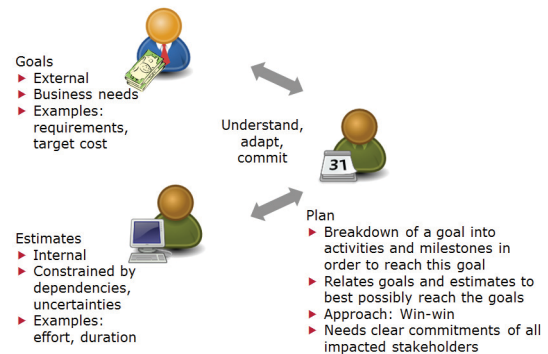 Goals
External
Business needs
Examples:
requirements,
target cost
Understand,
adapt,
commit
31
Estimates
Internal
Constrained by
dependencies,
uncertainties
Examples:
effort, duration
Plan
Breakdown of a goal into
activities and milestones in
order to reach this goal
Relates goals and estimates to
best possibly reach the goals
Approach: Win-win
Needs clear commitments of all
impacted stakeholders